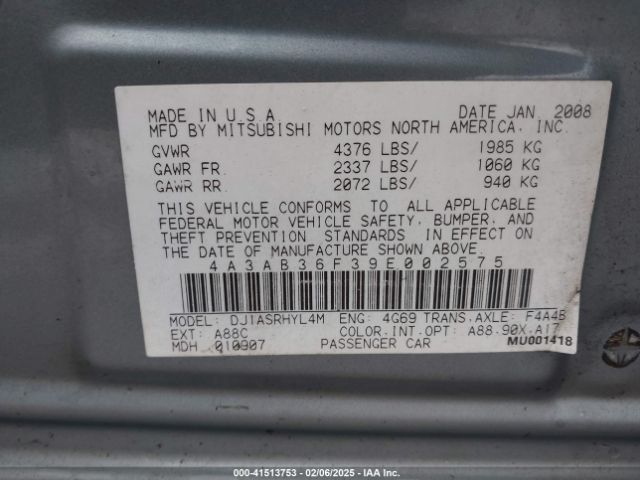 MADE IN U.S.A. DATE JAN. 2008
MFD BY MITSUBISHI MOTORS NORTH AMERICA, INC.
GVWR 4376 LBS/ 1985 KG
GAWR FR. 2337 LBS/ 1060 KG
GAWR RR. 2072 LBS/ 940 KG
THIS VEHICLE CONFORMS TO ALL APPLICABLE
FEDERAL MOTOR VEHICLE SAFETY, BUMPER, AND
THEFT PREVENTION STANDARDS IN EFFECT ON
THE DATE OF MANUFACTURE SHOWN ABOVE.
4A3AB36F39E002575
MODEL: DJ1ASRHYL4M ENG: 4G69 TRANS.AXLE: F4A4B
EXT: A88C COLOR.INT.OPT: A88.90X.A17
MDH 010907 PASSENGER CAR MU001418
000-41513753 - 02/06/2025 - IAA Inc.